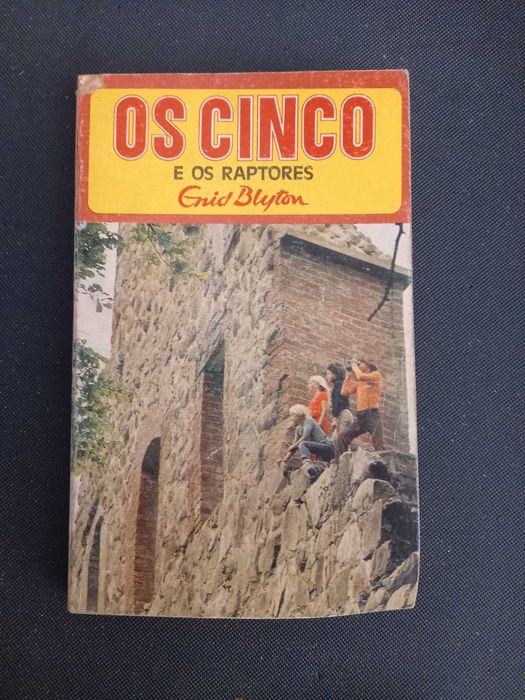 OS CINCO
E OS RAPTORES
Enid Blyton